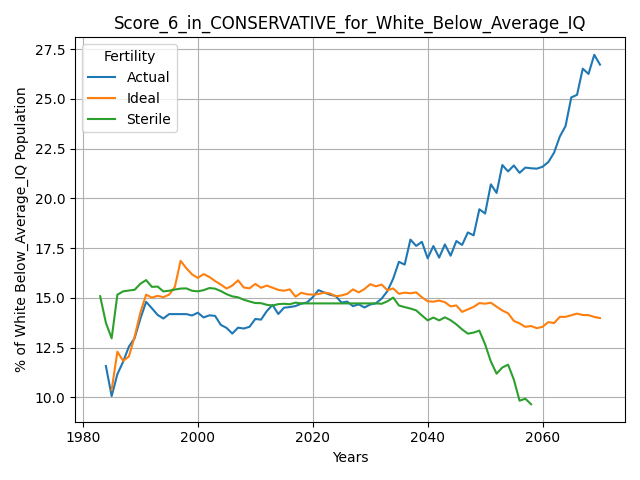 Score_6_in_CONSERVATIVE_for_White_Below_Average_IQ
% of White Below_Average_IQ Population
27.5
25.0
22.5
20.0
17.5
15.0
12.5
10.0
Fertility
Actual
Ideal
Sterile
1980
2000
2020
2040
2060
Years